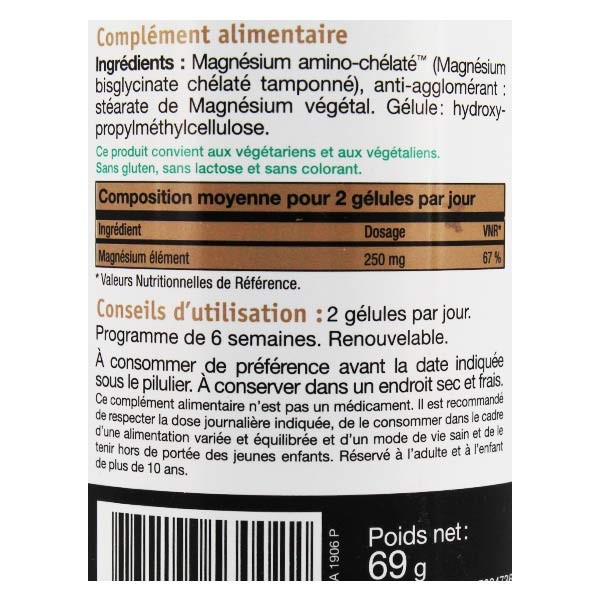 Complément alimentaire
Ingrédients : Magnésium amino-chélaté™ (Magnésium
bisglycinate chélaté tamponné), anti-agglomérant :
stéarate de Magnésium végétal. Gélule : hydroxy-
propylméthylcellulose.
Ce produit convient aux végétariens et aux végétaliens.
Sans gluten, sans lactose et sans colorant.
Composition moyenne pour 2 gélules par jour
Ingrédient Dosage VNR*
Magnésium élément 250 mg 67 %
*Valeurs Nutritionnelles de Référence.
Conseils d'utilisation : 2 gélules par jour.
Programme de 6 semaines. Renouvelable.
À consommer de préférence avant la date indiquée
sous le pilulier. À conserver dans un endroit sec et frais.
Ce complément alimentaire n'est pas un médicament. Il est recommandé
de respecter la dose journalière indiquée, de le consommer dans le cadre
d'une alimentation variée et équilibrée et d'un mode de vie sain et de le
tenir hors de portée des jeunes enfants. Réservé à l'adulte et à l'enfant
de plus de 10 ans.
A 1906 P
Poids net :
69 g